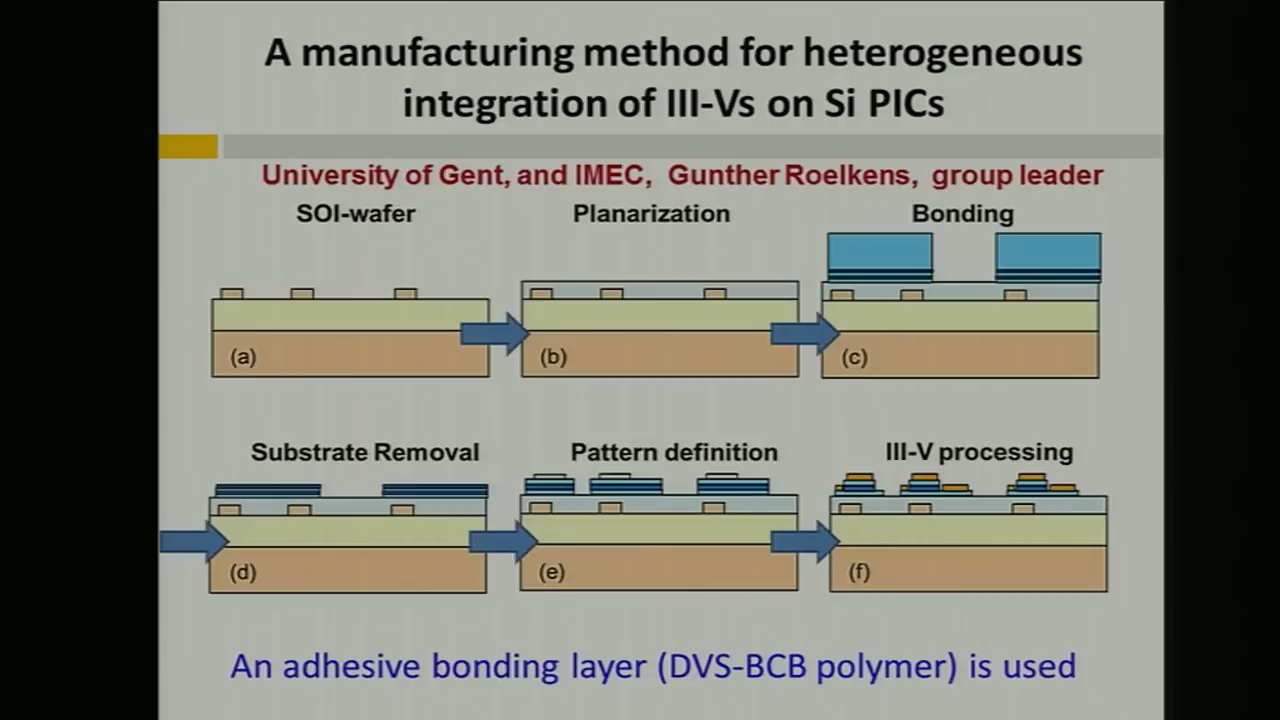 A manufacturing method for heterogeneous
integration of III-Vs on Si PICs
University of Gent, and IMEC, Gunther Roelkens, group leader
SOI-wafer
Planarization
Bonding
(a)
(b)
(c)
Substrate Removal
Pattern definition
III-V processing
(d)
(e)
(f)
An adhesive bonding layer (DVS-BCB polymer) is used